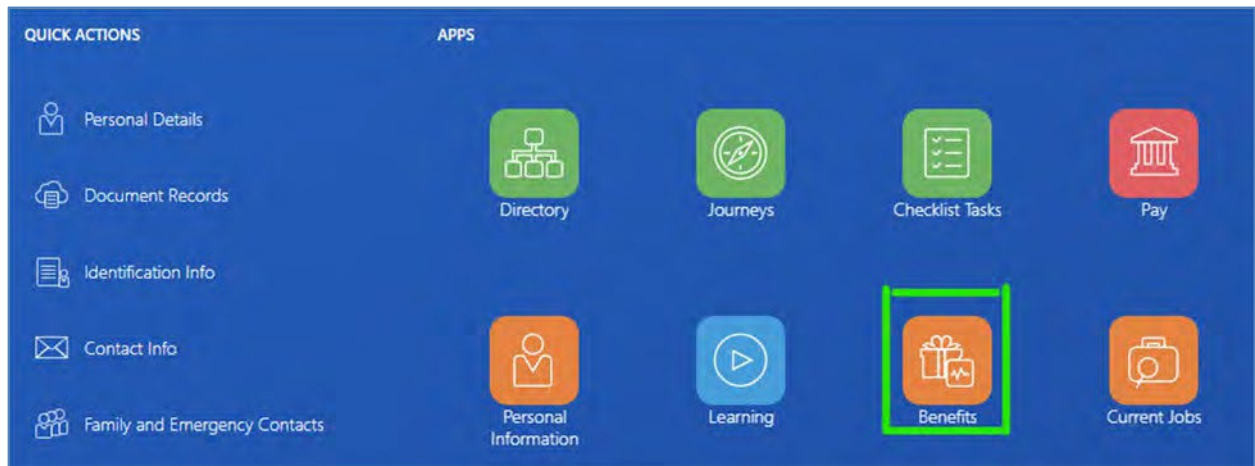 QUICK ACTIONS
APPS
Personal Details
Document Records
Identification Info
Contact Info
Family and Emergency Contacts
Directory
Journeys
Checklist Tasks
Pay
Personal
Information
Learning
Benefits
Current Jobs